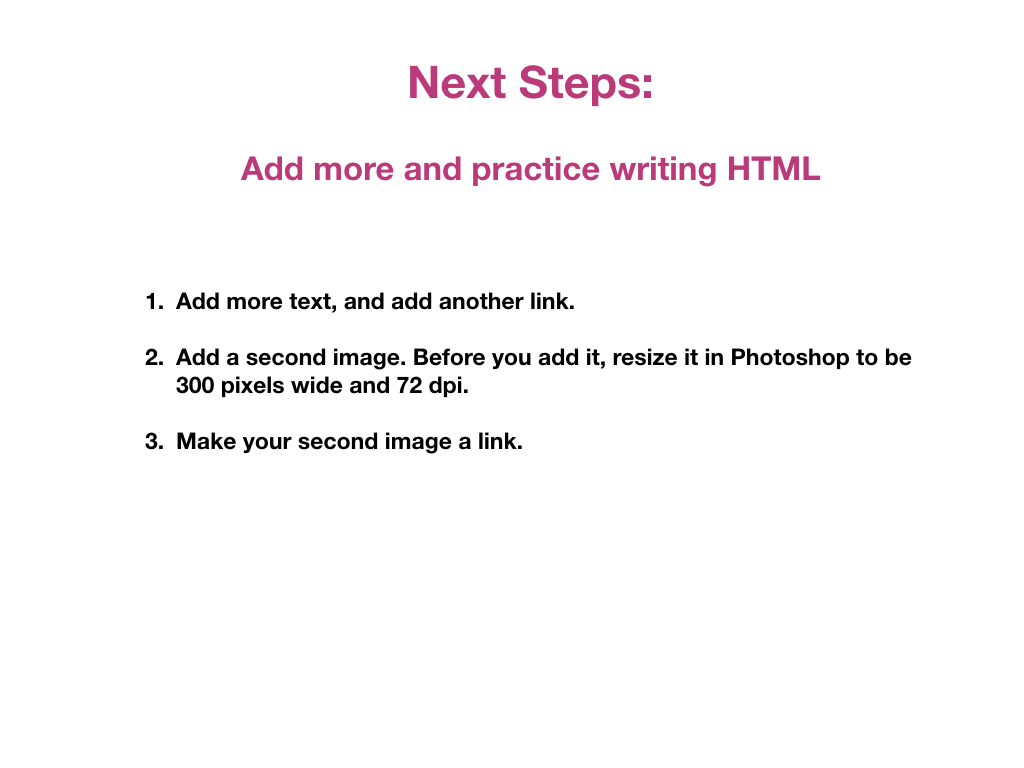 Next Steps:
Add more and practice writing HTML
1. Add more text, and add another link.
2. Add a second image. Before you add it, resize it in Photoshop to be
300 pixels wide and 72 dpi.
3. Make your second image a link.